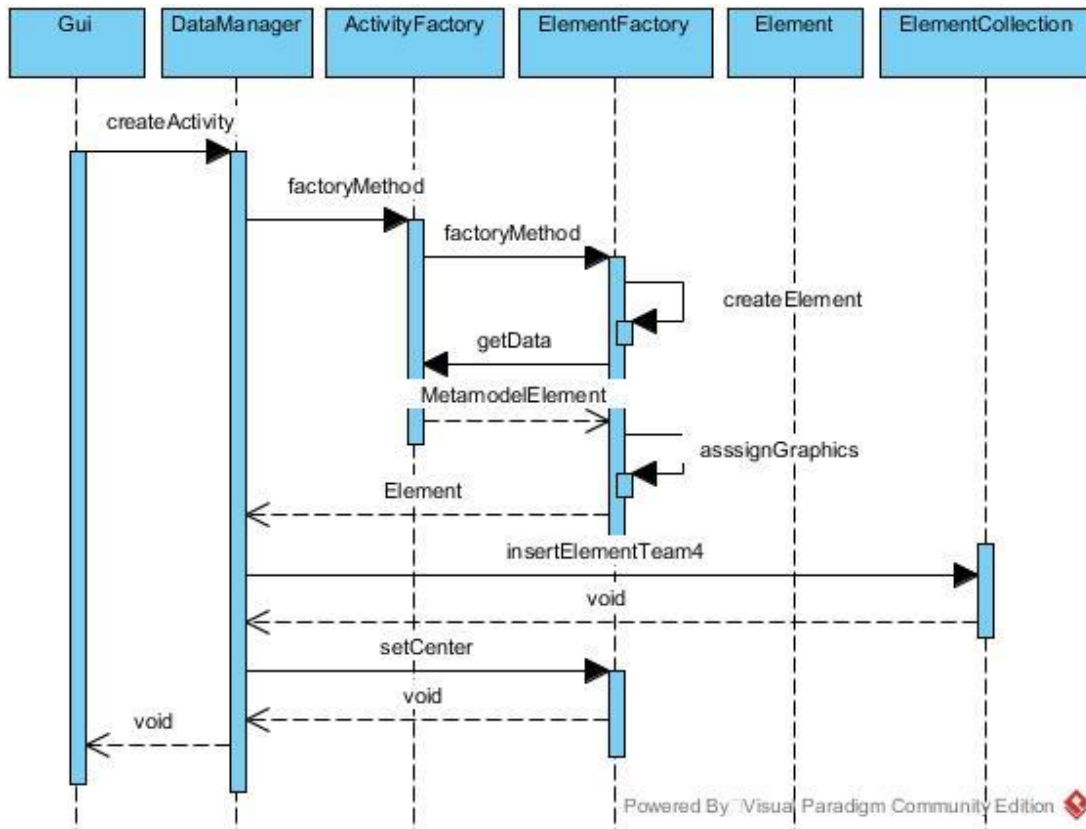 Gui DataManager ActivityFactory ElementFactory Element ElementCollection
createActivity
factoryMethod
factoryMethod
createElement
getData
MetamodelElement
asssignGraphics
Element
insertElementTeam4
void
setCenter
void
void
Powered By Visual Paradigm Community Edition